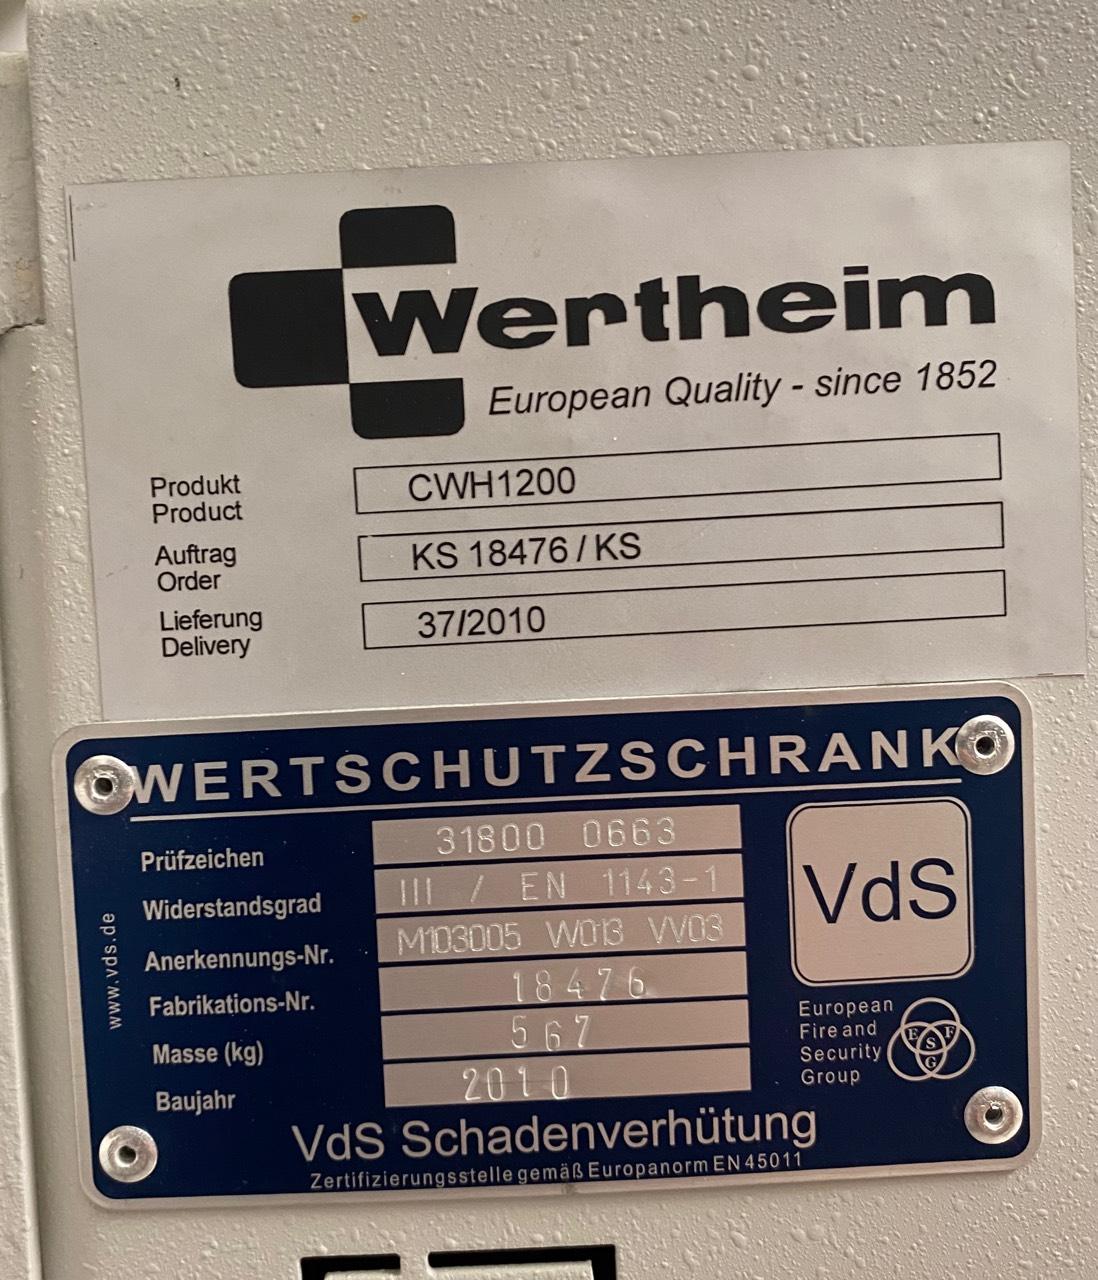 Wertheim
European Quality - since 1852
Produkt
Product
CWH1200
Auftrag
Order
KS 18476 / KS
Lieferung
Delivery
37/2010
WERTSCHUTZSCHRANK
Prüfzeichen 31800 0663
Widerstandsgrad III / EN 1143-1
Anerkennungs-Nr. M103005 W013 VV03
Fabrikations-Nr. 18476
Masse (kg) 567
Baujahr 2010
www.vds.de
VdS
European
Fire and
Security
Group
E F
S
G
VdS Schadenverhütung
Zertifizierungsstelle gemäß Europanorm EN 45011